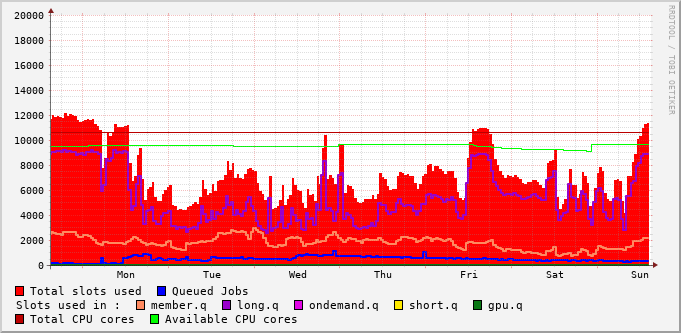 20000
18000
16000
14000
12000
10000
8000
6000
4000
2000
0
Mon Tue Wed Thu Fri Sat Sun
Total slots used Queued Jobs
Slots used in : member.q long.q ondemand.q short.q gpu.q
Total CPU cores Available CPU cores
RRDTOOL / TOBI OETIKER